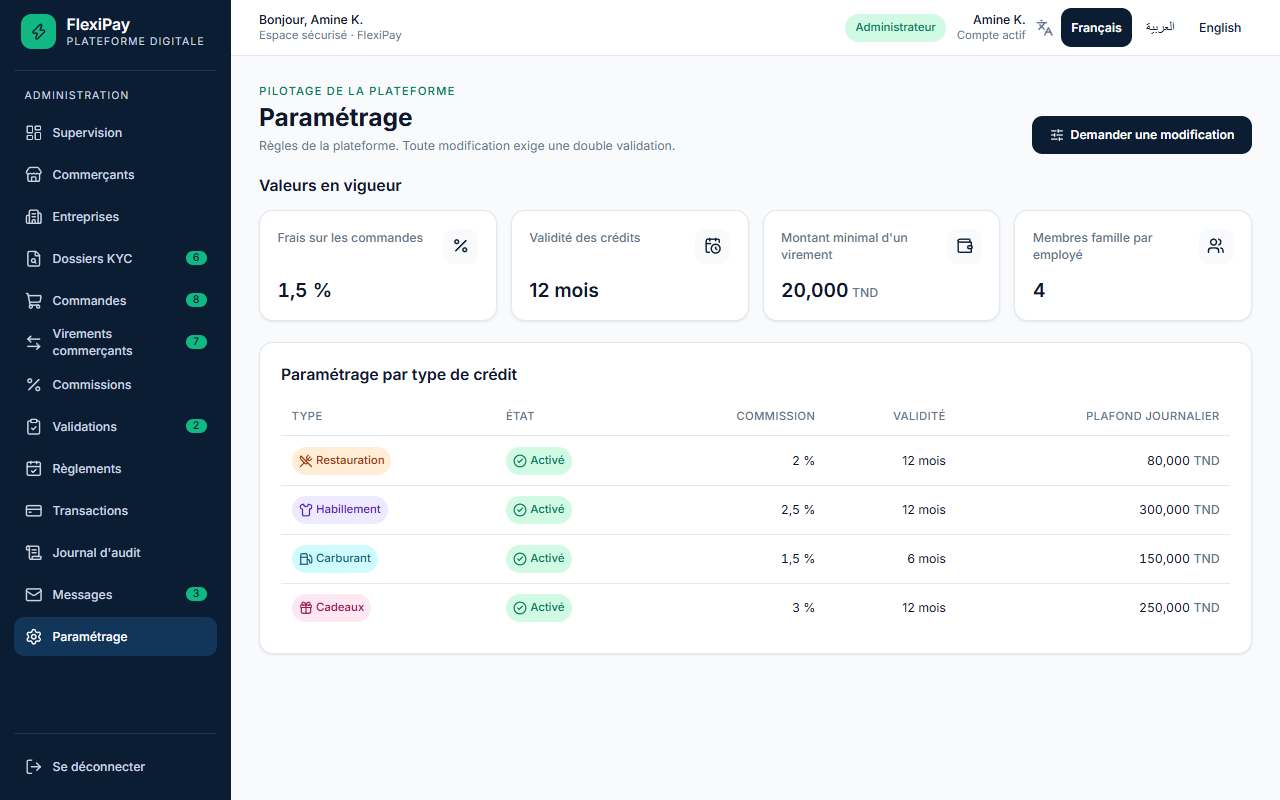 FlexiPay
PLATEFORME DIGITALE
ADMINISTRATION
Supervision
Commerçants
Entreprises
Dossiers KYC 6
Commandes 8
Virements
commerçants 7
Commissions
Validations 2
Règlements
Transactions
Journal d'audit
Messages 3
Paramétrage
Se déconnecter
Bonjour, Amine K.
Espace sécurisé · FlexiPay
Administrateur
Amine K.
Compte actif
Français
العربية
English
PILOTAGE DE LA PLATEFORME
Paramétrage
Règles de la plateforme. Toute modification exige une double validation.
Demander une modification
Valeurs en vigueur
Frais sur les commandes
1,5 %
Validité des crédits
12 mois
Montant minimal d'un
virement
20,000 TND
Membres famille par
employé
4
Paramétrage par type de crédit
TYPE ÉTAT COMMISSION VALIDITÉ PLAFOND JOURNALIER
Restauration Activé 2 % 12 mois 80,000 TND
Habillement Activé 2,5 % 12 mois 300,000 TND
Carburant Activé 1,5 % 6 mois 150,000 TND
Cadeaux Activé 3 % 12 mois 250,000 TND